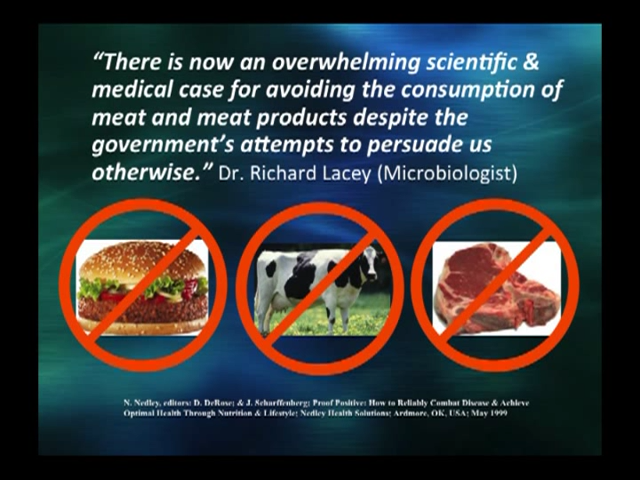 “There is now an overwhelming scientific &
medical case for avoiding the consumption of
meat and meat products despite the
government’s attempts to persuade us
otherwise.” Dr. Richard Lacey (Microbiologist)
N. Nedley, editors: D. DeRose; & J. Scharffenberg; Proof Positive: How to Reliably Combat Disease & Achieve
Optimal Health Through Nutrition & Lifestyle; Nedley Health Solutions; Ardmore, OK, USA; May 1999